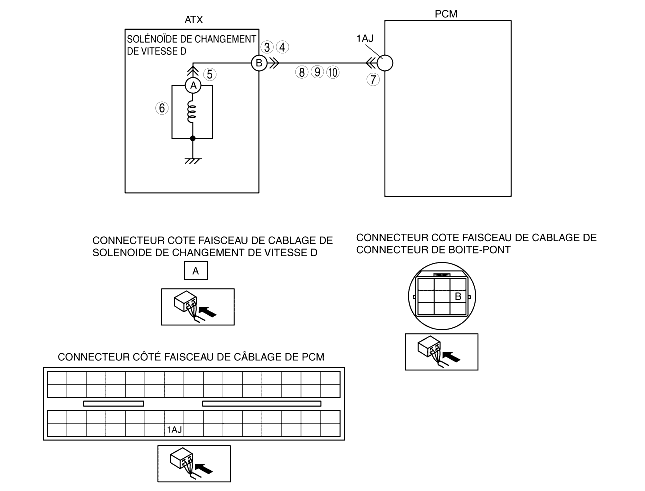 ATX
PCM
SOLÉNOÏDE DE CHANGEMENT
DE VITESSE D
1AJ
3 4
B
5
A
8 9 10
7
6
CONNECTEUR COTE FAISCEAU DE CABLAGE DE
SOLENOIDE DE CHANGEMENT DE VITESSE D
A
CONNECTEUR COTE FAISCEAU DE CABLAGE DE
CONNECTEUR DE BOITE-PONT
B
CONNECTEUR CÔTÉ FAISCEAU DE CÂBLAGE DE PCM
1AJ